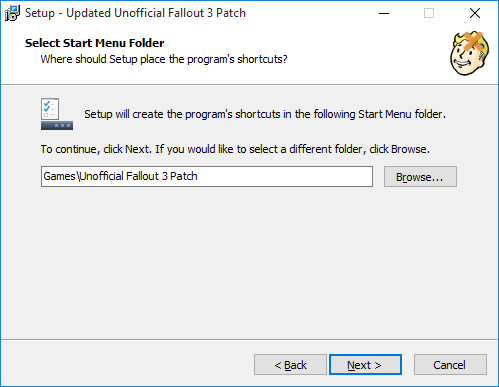 Setup - Updated Unofficial Fallout 3 Patch
Select Start Menu Folder
Where should Setup place the program's shortcuts?
Setup will create the program's shortcuts in the following Start Menu folder.
To continue, click Next. If you would like to select a different folder, click Browse.
Games\Unofficial Fallout 3 Patch
Browse...
< Back
Next >
Cancel